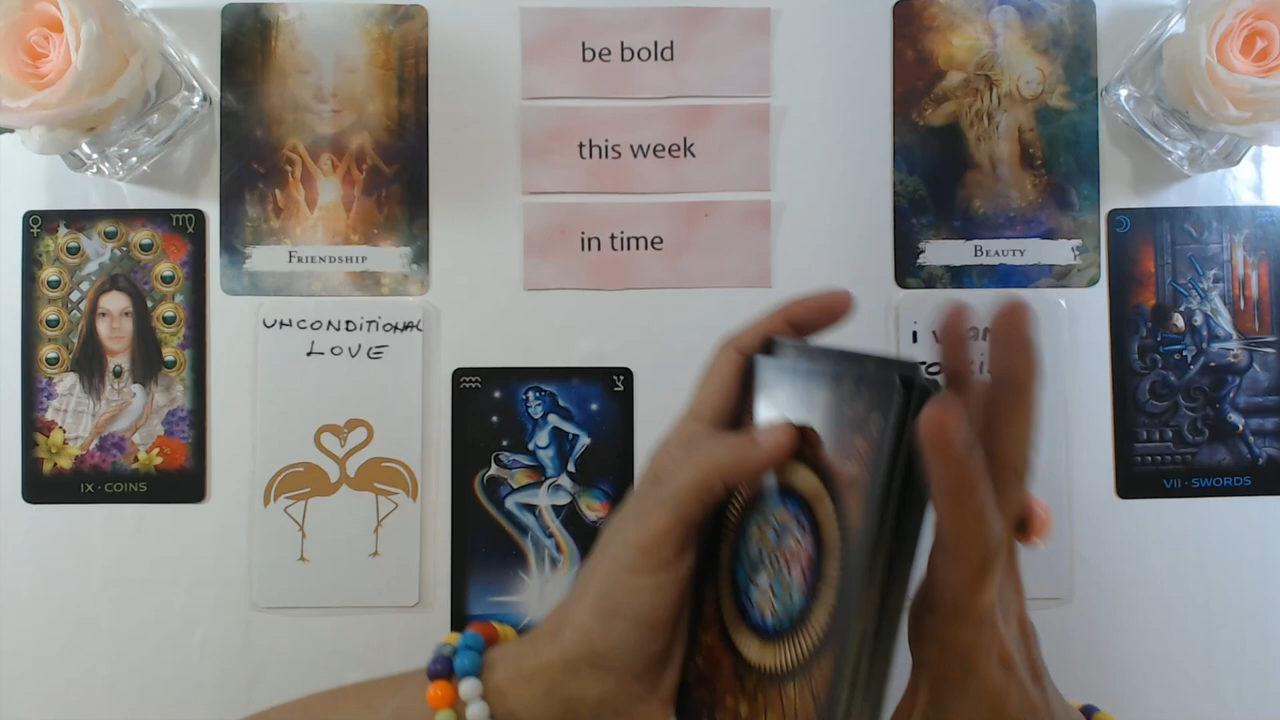 be bold
this week
in time
FRIENDSHIP
BEAUTY
IX • COINS
UNCONDITIONAL
LOVE
VII • SWORDS
i